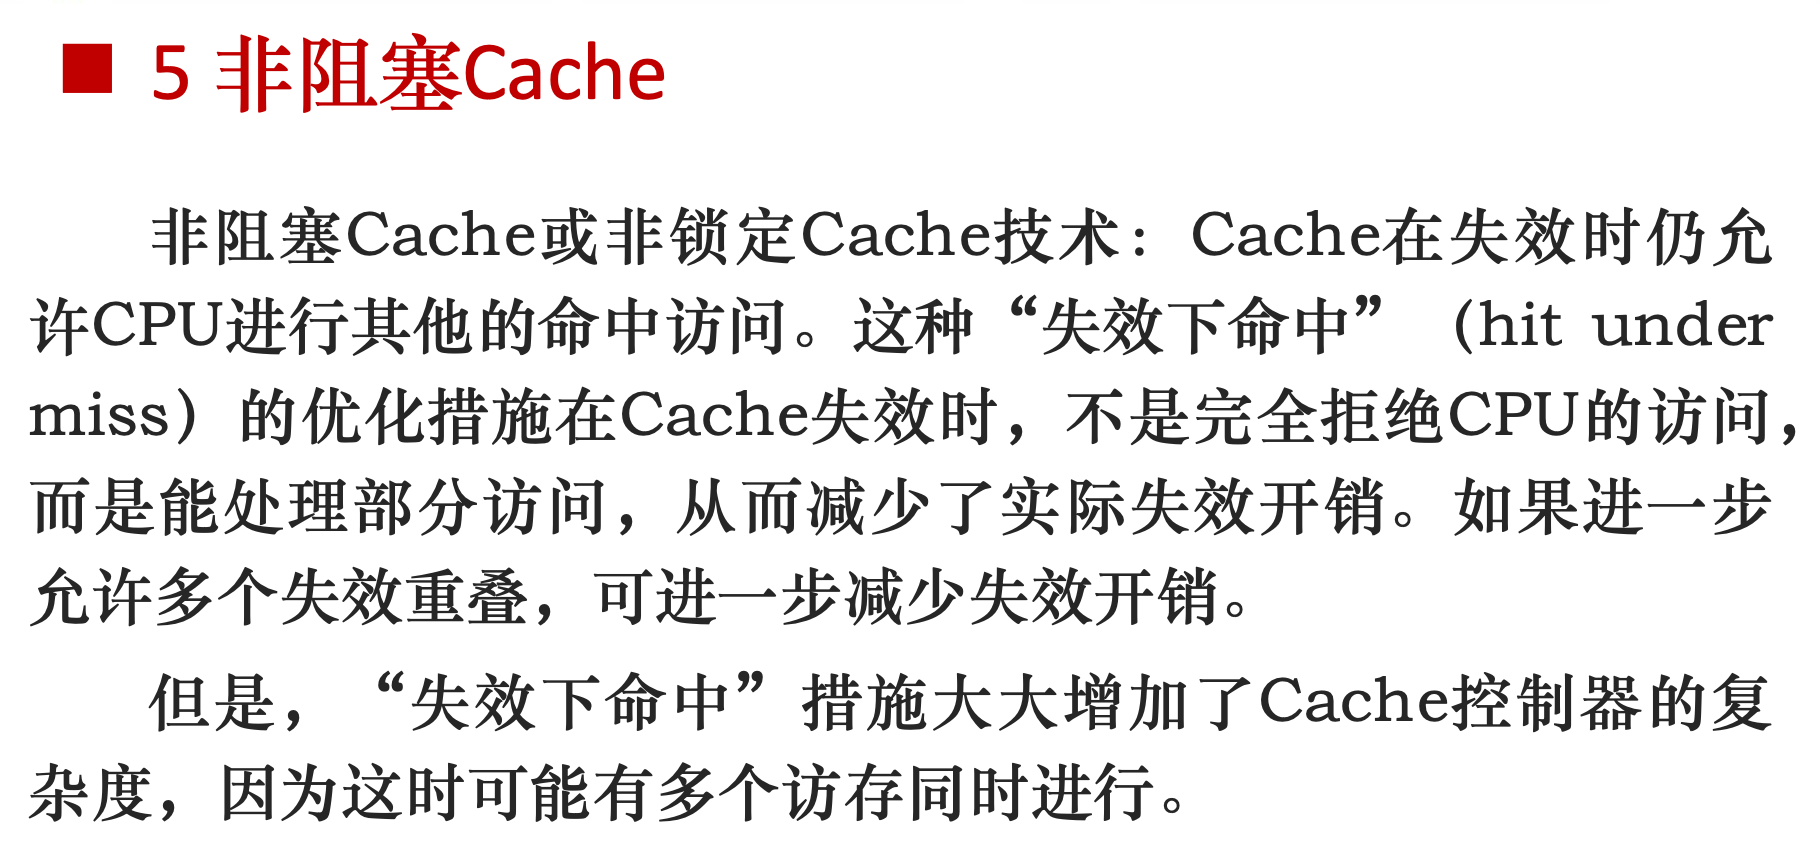 ■ 5 非阻塞Cache
非阻塞Cache或非锁定Cache技术：Cache在失效时仍允
许CPU进行其他的命中访问。这种“失效下命中”（hit under
miss）的优化措施在Cache失效时，不是完全拒绝CPU的访问，
而是能处理部分访问，从而减少了实际失效开销。如果进一步
允许多个失效重叠，可进一步减少失效开销。
但是，“失效下命中”措施大大增加了Cache控制器的复
杂度，因为这时可能有多个访存同时进行。